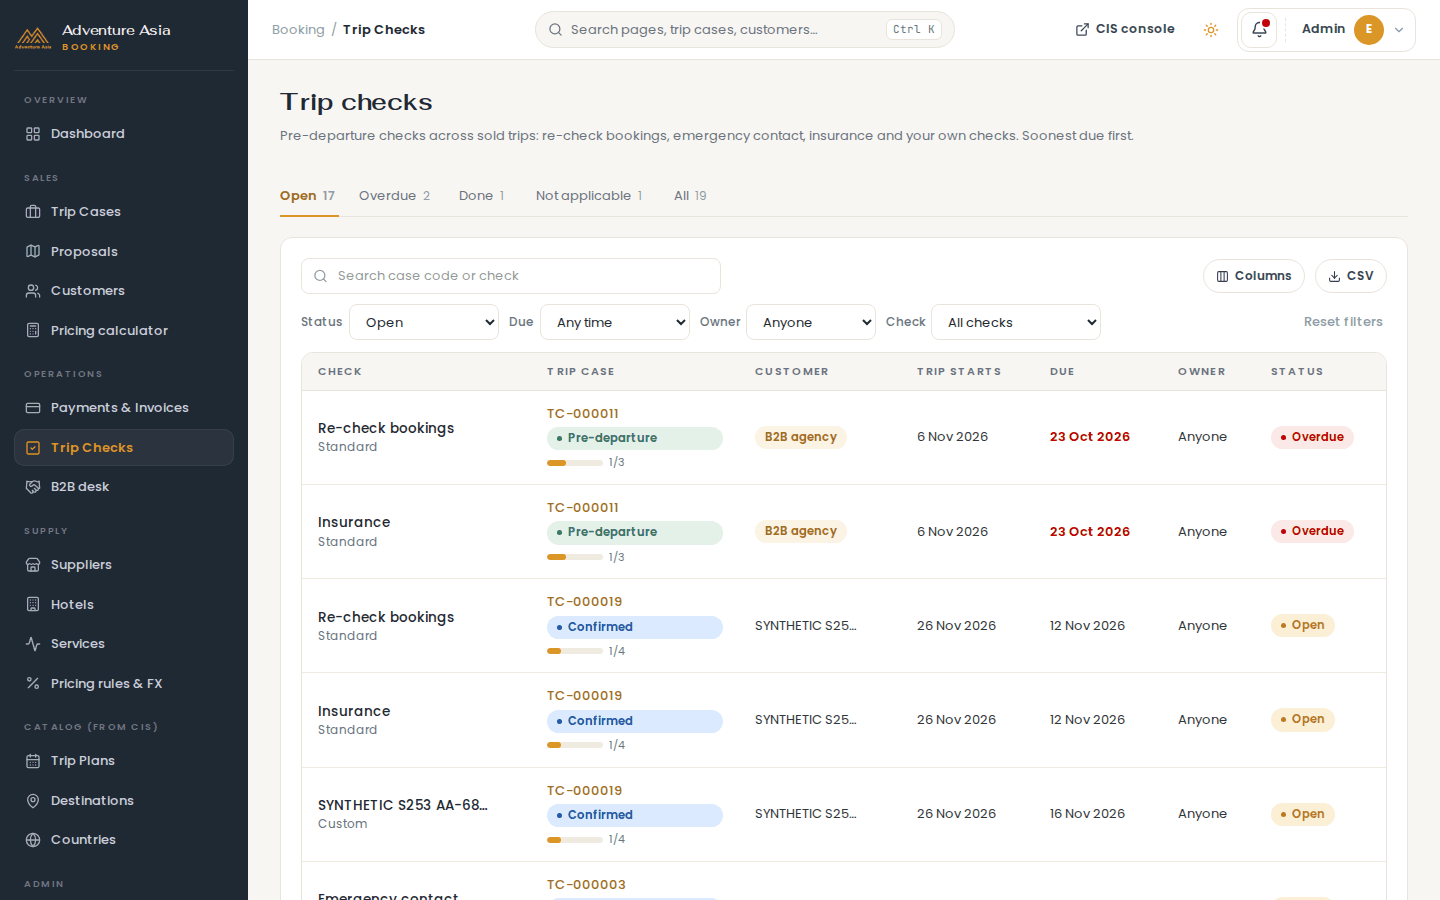 Adventure Asia
Adventure Asia
BOOKING
OVERVIEW
Dashboard
SALES
Trip Cases
Proposals
Customers
Pricing calculator
OPERATIONS
Payments & Invoices
Trip Checks
B2B desk
SUPPLY
Suppliers
Hotels
Services
Pricing rules & FX
CATALOG (FROM CIS)
Trip Plans
Destinations
Countries
ADMIN
Booking / Trip Checks
Search pages, trip cases, customers...
Ctrl K
CIS console
Admin
E
Trip checks
Pre-departure checks across sold trips: re-check bookings, emergency contact, insurance and your own checks. Soonest due first.
Open 17
Overdue 2
Done 1
Not applicable 1
All 19
Search case code or check
Columns
CSV
Status Open
Due Any time
Owner Anyone
Check All checks
Reset filters
CHECK TRIP CASE CUSTOMER TRIP STARTS DUE OWNER STATUS
Re-check bookings
Standard
TC-000011
Pre-departure
1/3
B2B agency
6 Nov 2026
23 Oct 2026
Anyone
Overdue
Insurance
Standard
TC-000011
Pre-departure
1/3
B2B agency
6 Nov 2026
23 Oct 2026
Anyone
Overdue
Re-check bookings
Standard
TC-000019
Confirmed
1/4
SYNTHETIC S25...
26 Nov 2026
12 Nov 2026
Anyone
Open
Insurance
Standard
TC-000019
Confirmed
1/4
SYNTHETIC S25...
26 Nov 2026
12 Nov 2026
Anyone
Open
SYNTHETIC S253 AA-68...
Custom
TC-000019
Confirmed
1/4
SYNTHETIC S25...
26 Nov 2026
16 Nov 2026
Anyone
Open
Emergency contact
TC-000003